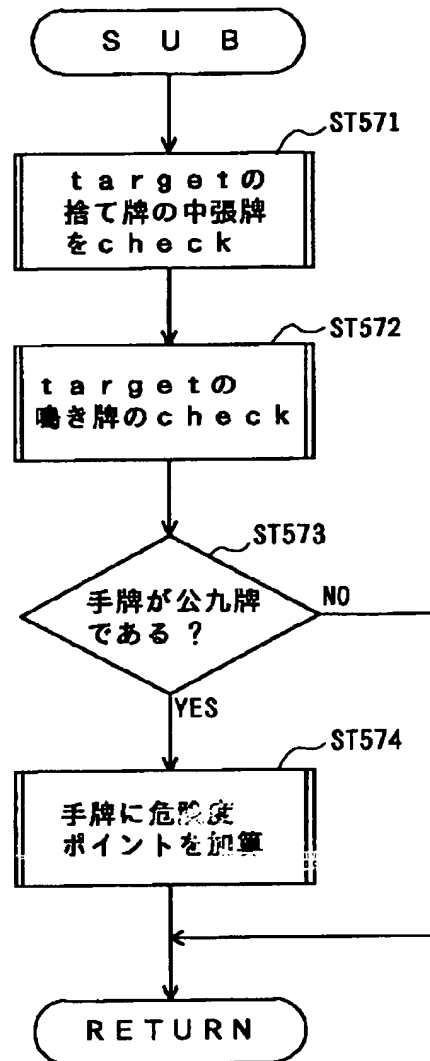 SUB
ST571
targetの
捨て牌の中張牌
をcheck
ST572
targetの
鳴き牌のcheck
ST573
手牌が公九牌
である?
NO
YES
ST574
手牌に危険度
ポイントを加算
RETURN